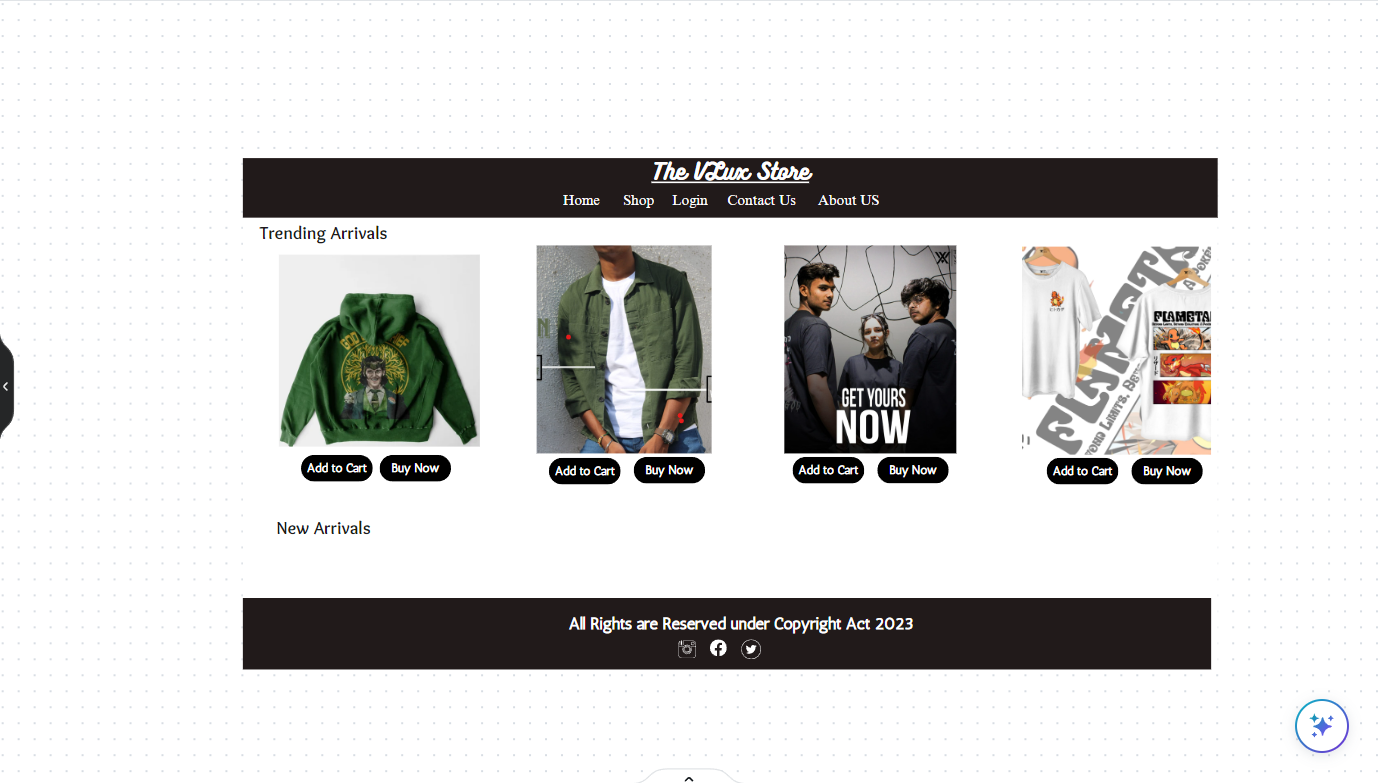 The VLux Store
Home Shop Login Contact Us About US
Trending Arrivals
GET YOURS
NOW
Add to Cart Buy Now Add to Cart Buy Now Add to Cart Buy Now Add to Cart Buy Now
New Arrivals
All Rights are Reserved under Copyright Act 2023